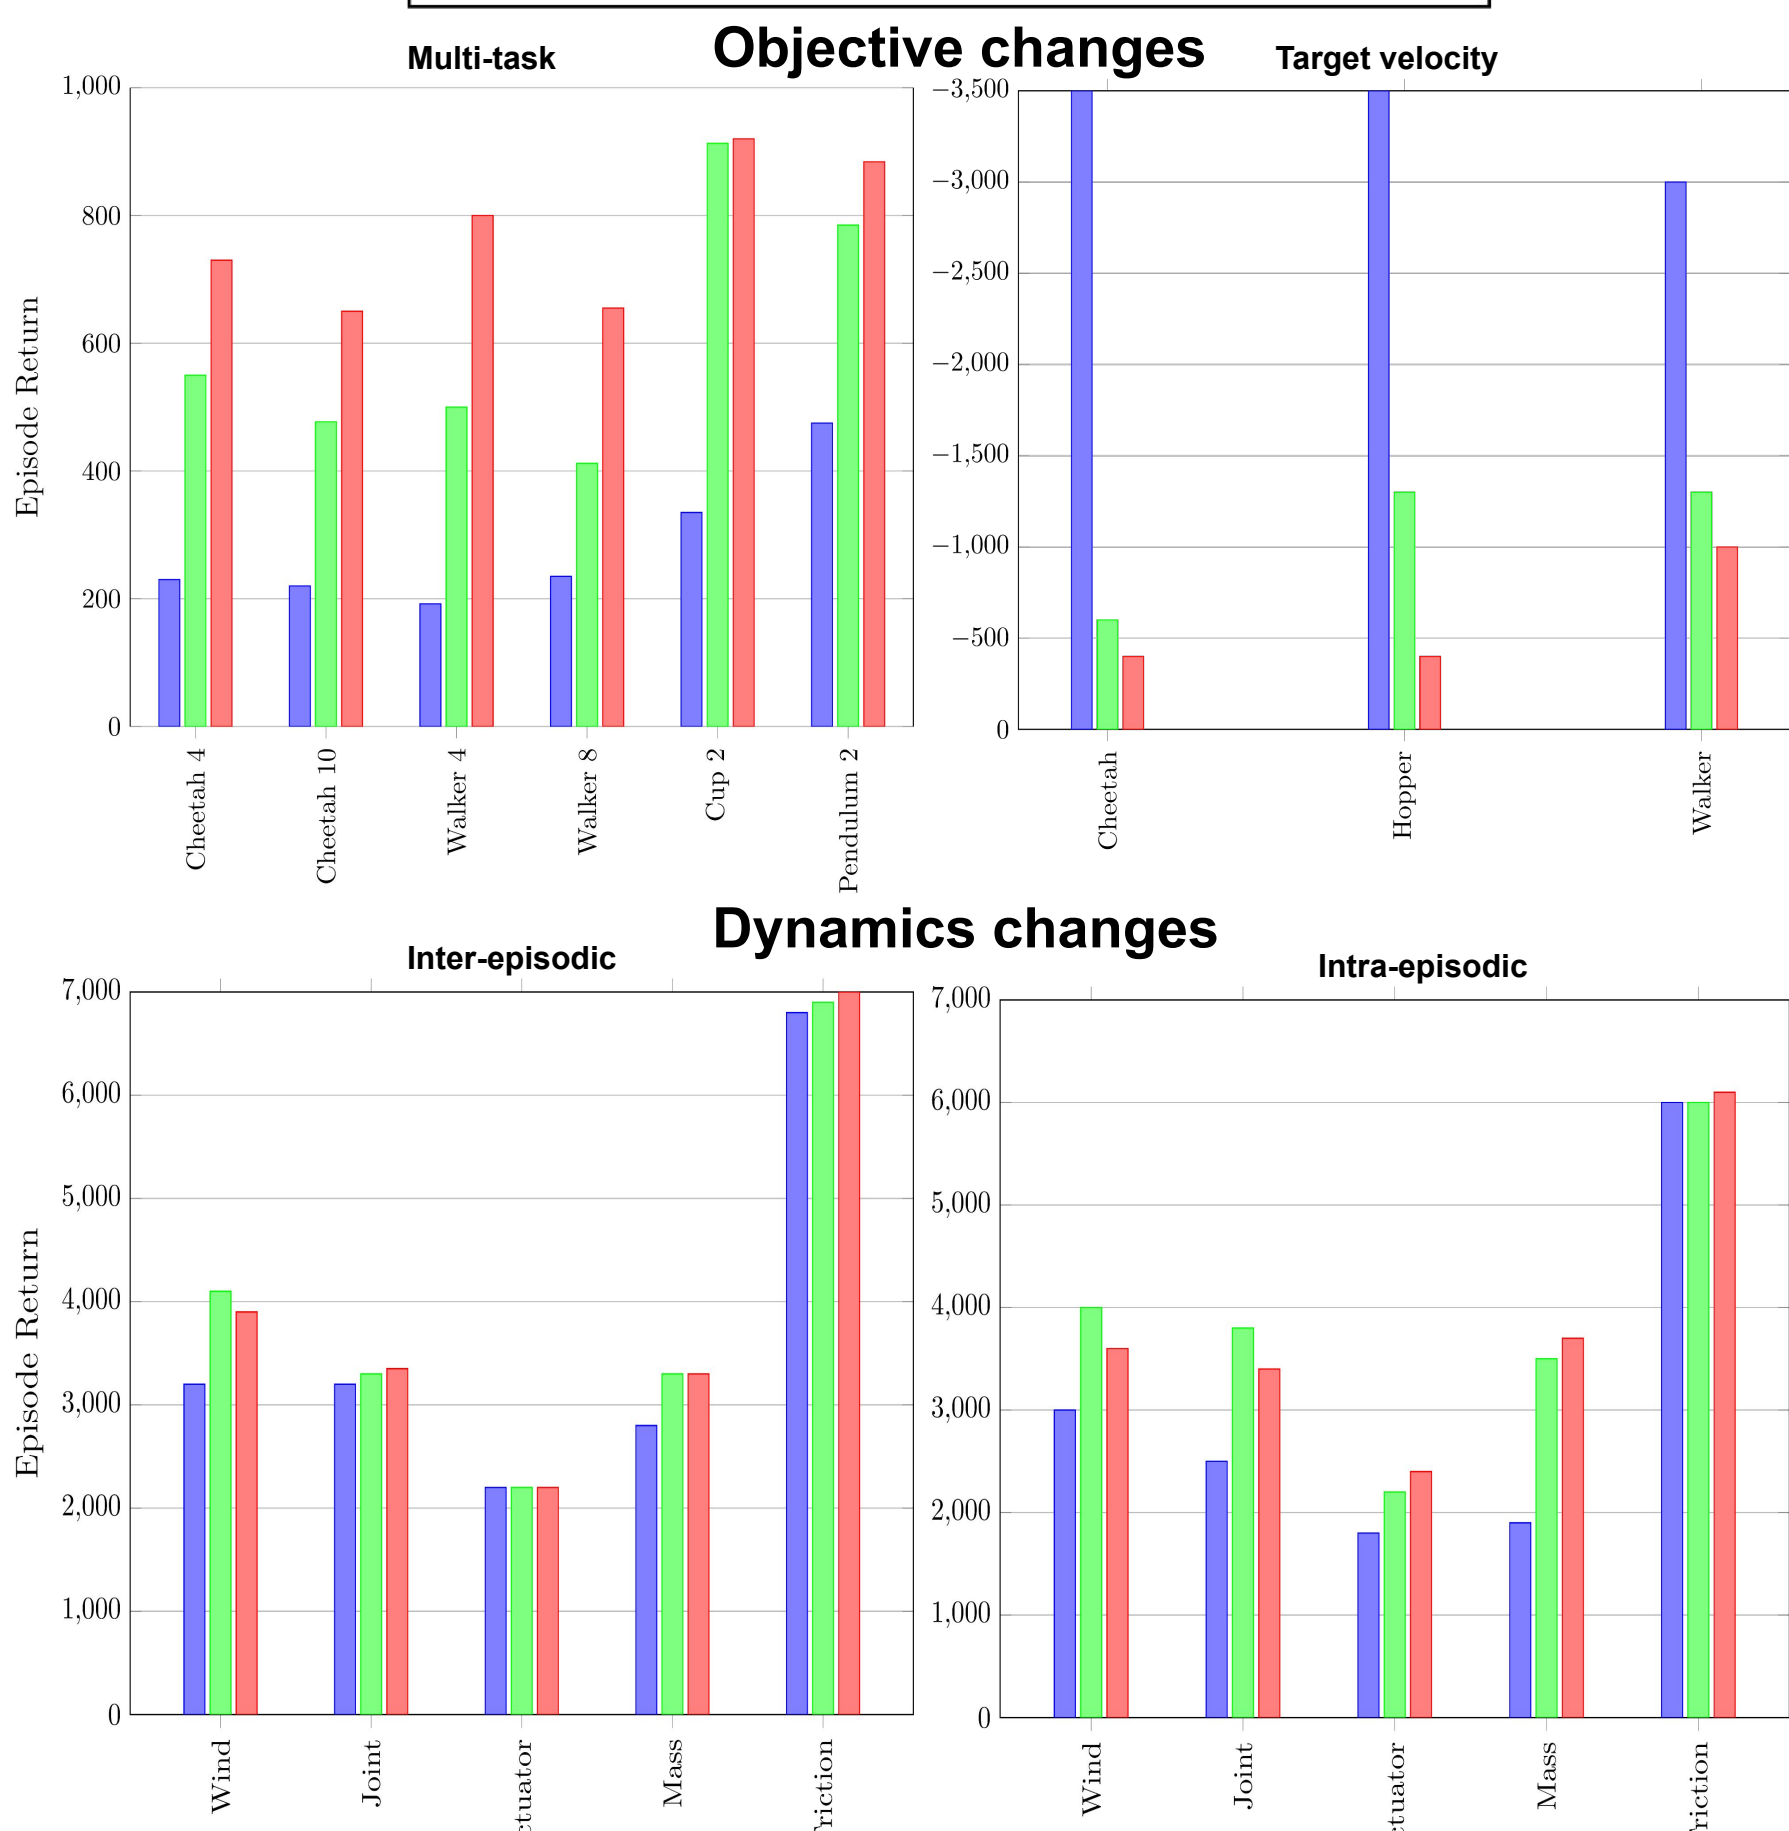 Objective changes
Multi-task
Target velocity
1,000
800
600
400
200
0
Episode Return
Cheetah 4
Cheetah 10
Walker 4
Walker 8
Cup 2
Pendulum 2
−3,500
−3,000
−2,500
−2,000
−1,500
−1,000
−500
0
Cheetah
Hopper
Walker
Dynamics changes
Inter-episodic
Intra-episodic
7,000
6,000
5,000
4,000
3,000
2,000
1,000
0
Episode Return
Wind
Joint
ctuator
Mass
riction
7,000
6,000
5,000
4,000
3,000
2,000
1,000
0
Wind
Joint
ctuator
Mass
riction